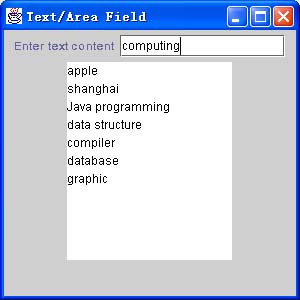 Text/Area Field
Enter text content computing
apple
shanghai
Java programming
data structure
compiler
database
graphic